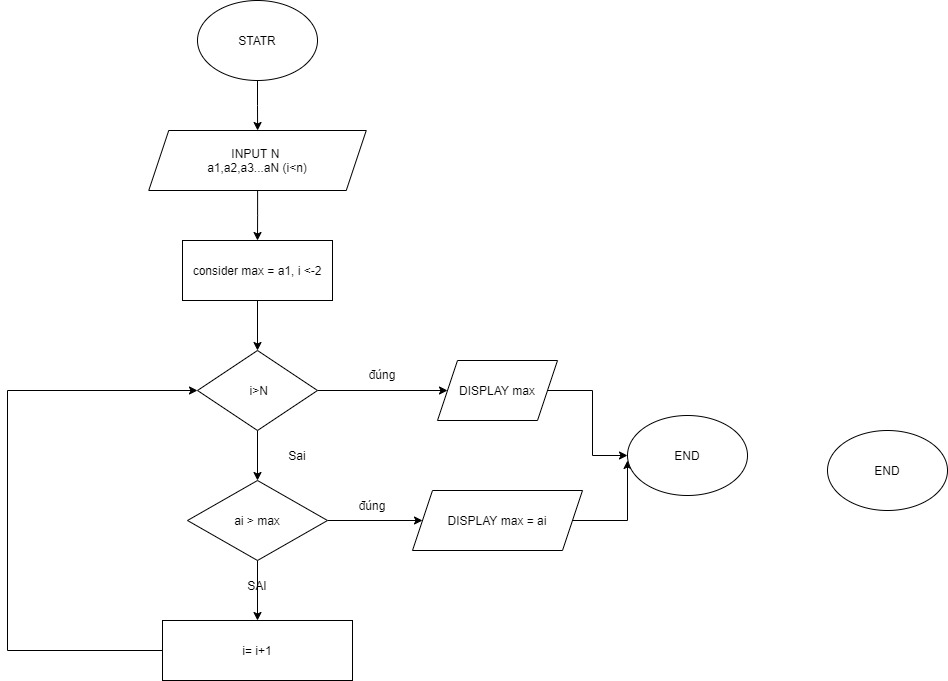 STATR
INPUT N
a1,a2,a3...aN (i<n)
consider max = a1, i <-2
i>N
đúng
DISPLAY max
Sai
END
END
ai > max
đúng
DISPLAY max = ai
SAI
i= i+1